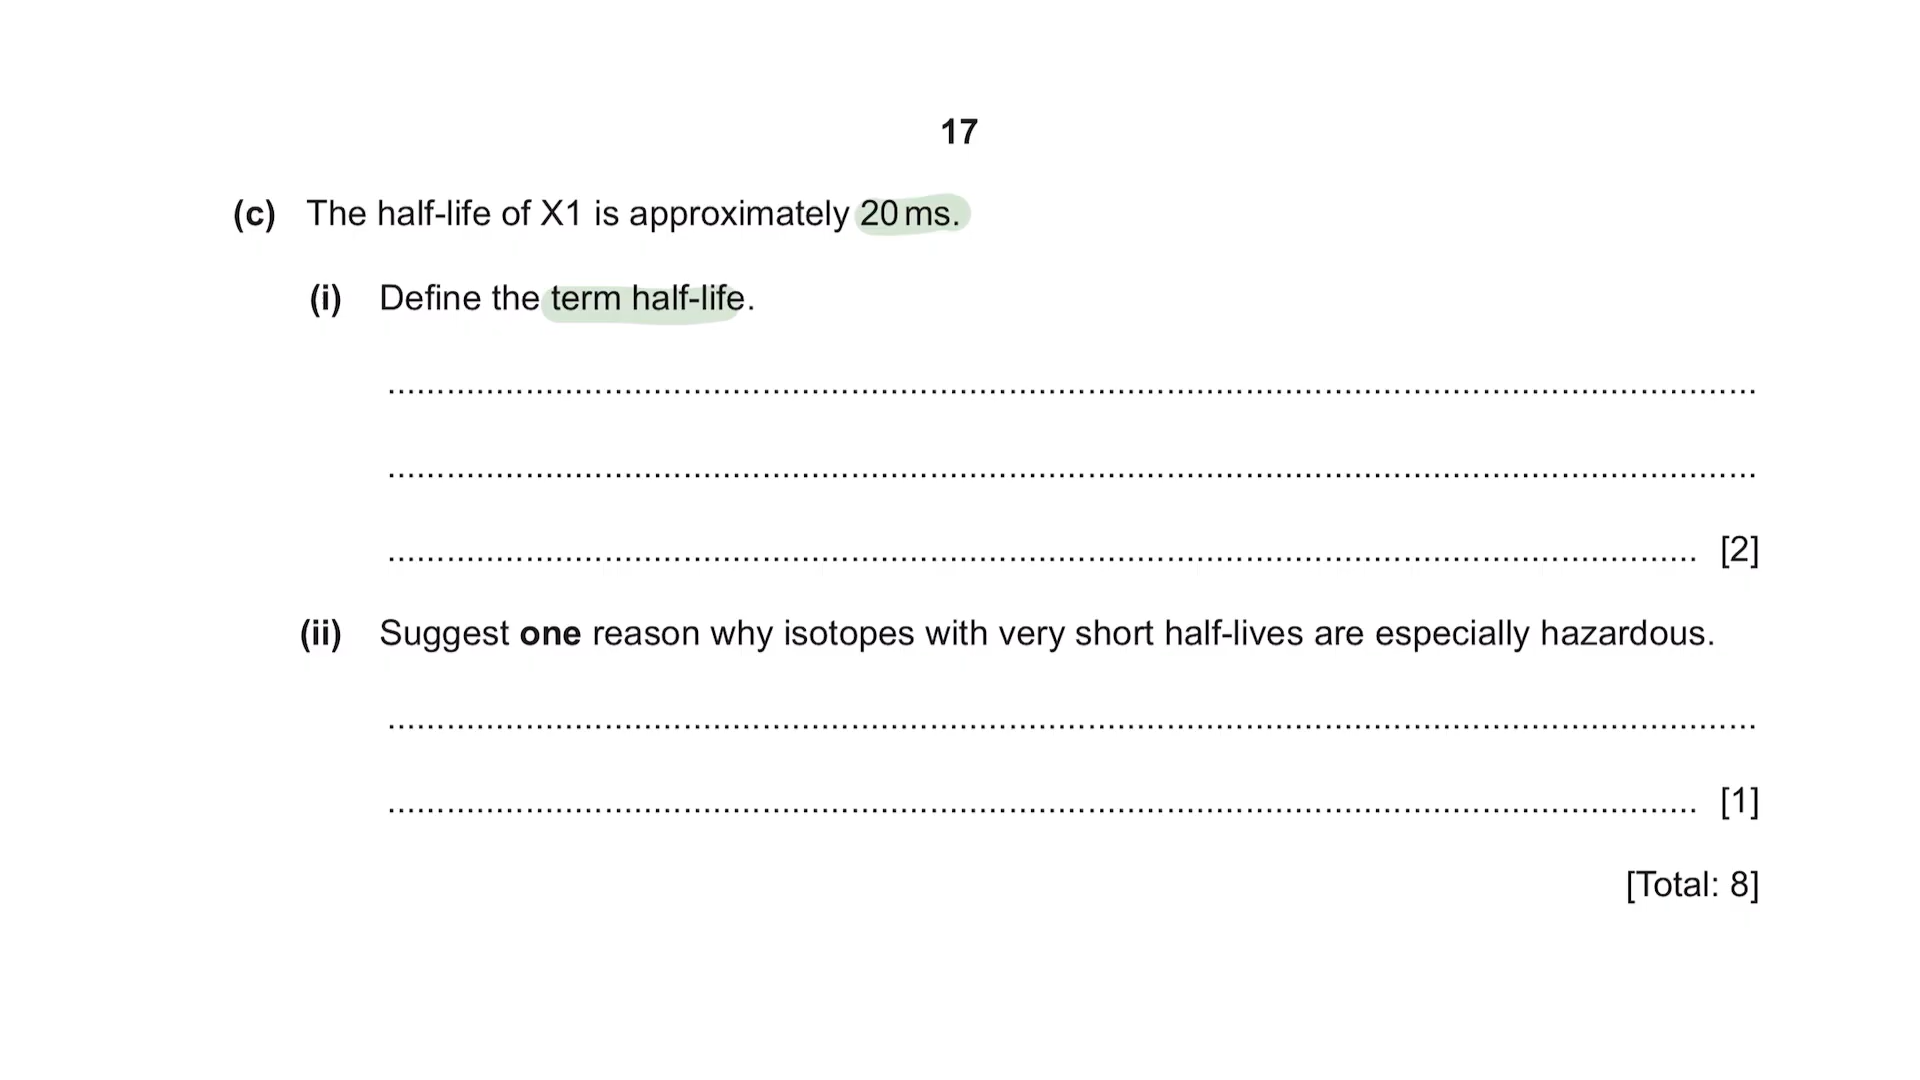 17
(c) The half-life of X1 is approximately 20 ms.
(i) Define the term half-life.
....................................................................................................
....................................................................................................
.................................................................................................... [2]
(ii) Suggest one reason why isotopes with very short half-lives are especially hazardous.
....................................................................................................
.................................................................................................... [1]
[Total: 8]